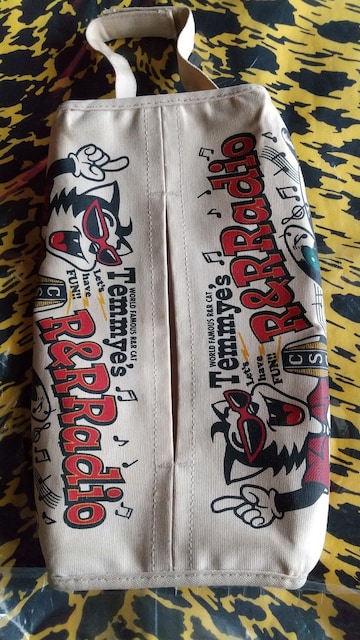 WORLD FAMOUS R&R CAT,
Temmye's
R&R Radio
Let's
have
FUN!!
C
S
WORLD FAMOUS R&R CAT,
Temmye's
R&R Radio
Let's
have
FUN!!
C
S